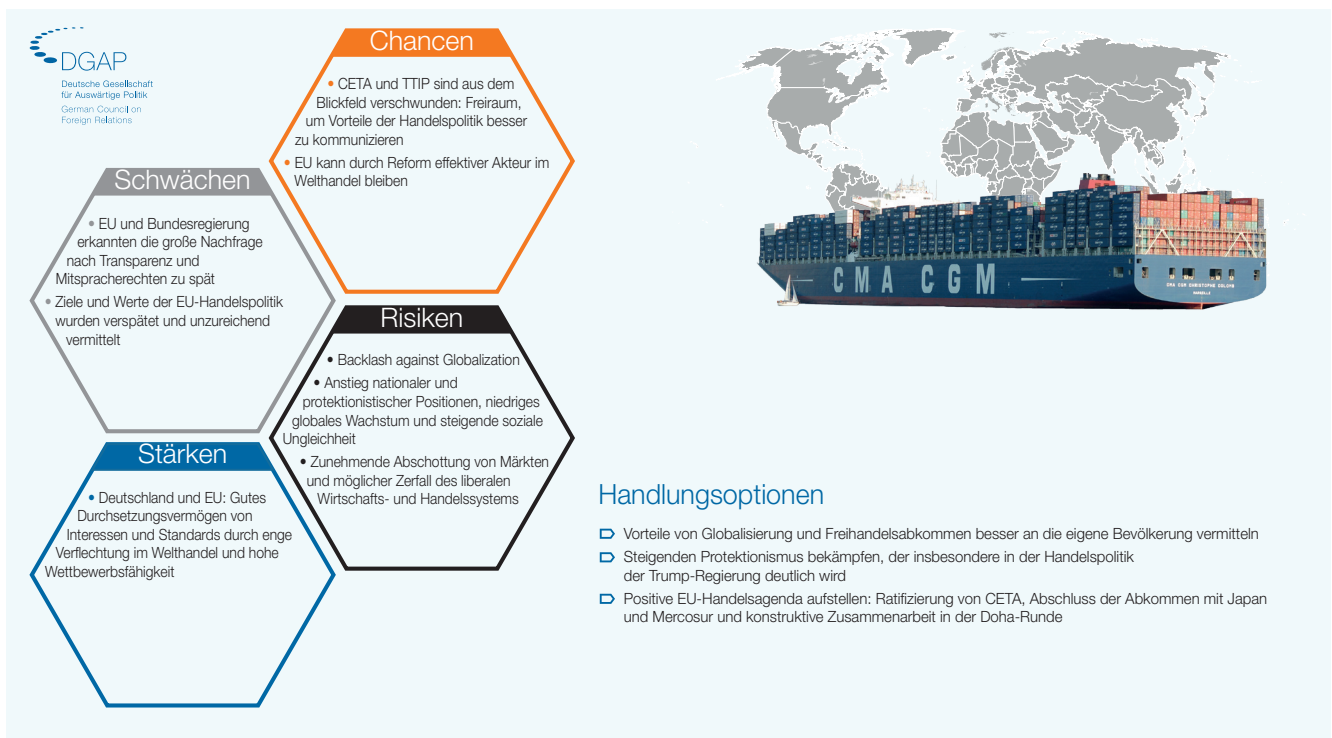 DGAP
Deutsche Gesellschaft
für Auswärtige Politik
German Council on
Foreign Relations
Chancen
• CETA und TTIP sind aus dem
Blickfeld verschwunden: Freiraum,
um Vorteile der Handelspolitik besser
zu kommunizieren
• EU kann durch Reform effektiver Akteur im
Welthandel bleiben
Schwächen
• EU und Bundesregierung
erkannten die große Nachfrage
nach Transparenz und
Mitspracherechten zu spät
• Ziele und Werte der EU-Handelspolitik
wurden verspätet und unzureichend
vermittelt
Risiken
• Backlash against Globalization
• Anstieg nationaler und
protektionistischer Positionen, niedriges
globales Wachstum und steigende soziale
Ungleichheit
• Zunehmende Abschottung von Märkten
und möglicher Zerfall des liberalen
Wirtschafts- und Handelssystems
Stärken
• Deutschland und EU: Gutes
Durchsetzungsvermögen von
Interessen und Standards durch enge
Verflechtung im Welthandel und hohe
Wettbewerbsfähigkeit
CMA CGM
CMA CGM CHRISTOPHE COLOMB
MARSEILLE
Handlungsoptionen
Vorteile von Globalisierung und Freihandelsabkommen besser an die eigene Bevölkerung vermitteln
Steigenden Protektionismus bekämpfen, der insbesondere in der Handelspolitik
der Trump-Regierung deutlich wird
Positive EU-Handelsagenda aufstellen: Ratifizierung von CETA, Abschluss der Abkommen mit Japan
und Mercosur und konstruktive Zusammenarbeit in der Doha-Runde